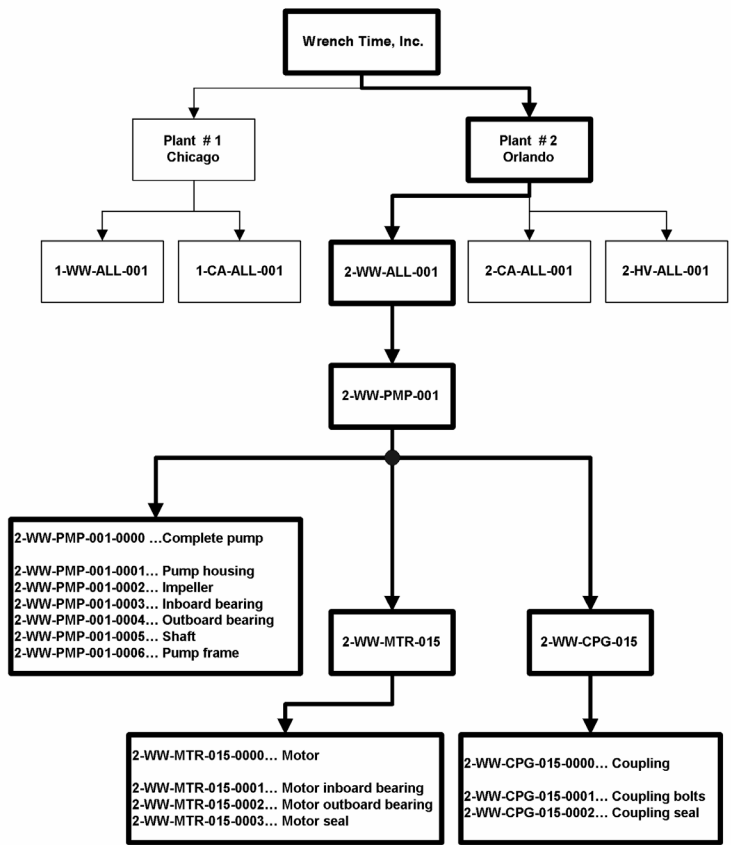 Wrench Time, Inc.
Plant # 1
Chicago
Plant # 2
Orlando
1-WW-ALL-001
1-CA-ALL-001
2-WW-ALL-001
2-CA-ALL-001
2-HV-ALL-001
2-WW-PMP-001
2-WW-PMP-001-0000 …Complete pump
2-WW-PMP-001-0001… Pump housing
2-WW-PMP-001-0002… Impeller
2-WW-PMP-001-0003… Inboard bearing
2-WW-PMP-001-0004… Outboard bearing
2-WW-PMP-001-0005… Shaft
2-WW-PMP-001-0006… Pump frame
2-WW-MTR-015
2-WW-CPG-015
2-WW-MTR-015-0000… Motor
2-WW-MTR-015-0001… Motor inboard bearing
2-WW-MTR-015-0002… Motor outboard bearing
2-WW-MTR-015-0003… Motor seal
2-WW-CPG-015-0000… Coupling
2-WW-CPG-015-0001… Coupling bolts
2-WW-CPG-015-0002… Coupling seal